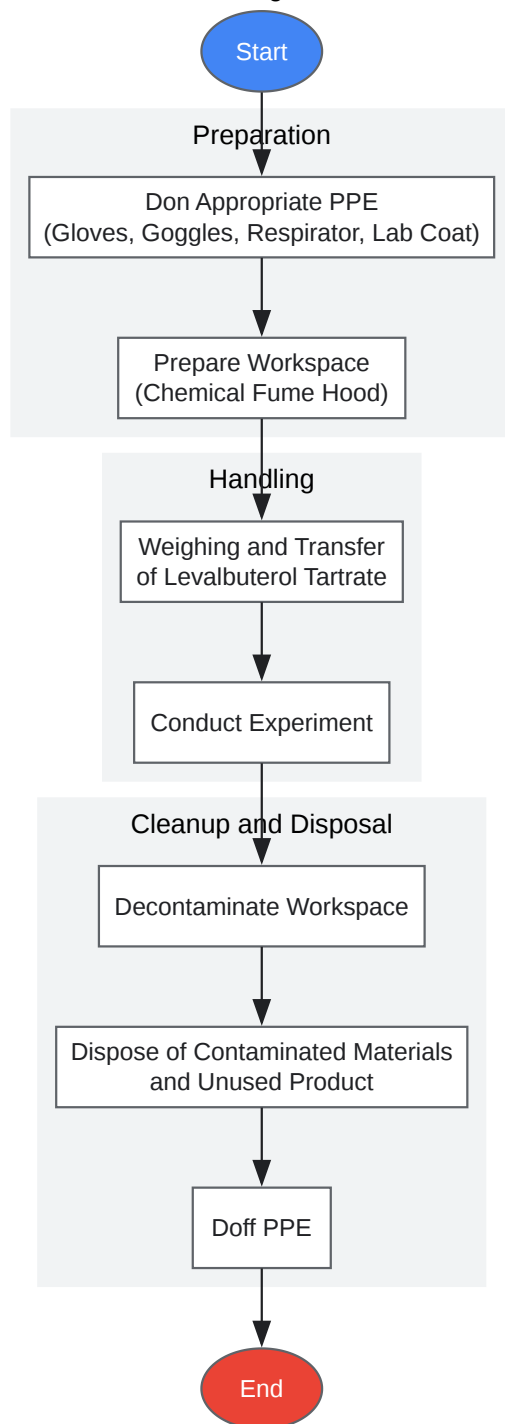 Start
Preparation
Don Appropriate PPE
(Gloves, Goggles, Respirator, Lab Coat)
Prepare Workspace
(Chemical Fume Hood)
Handling
Weighing and Transfer
of Levalbuterol Tartrate
Conduct Experiment
Cleanup and Disposal
Decontaminate Workspace
Dispose of Contaminated Materials
and Unused Product
Doff PPE
End